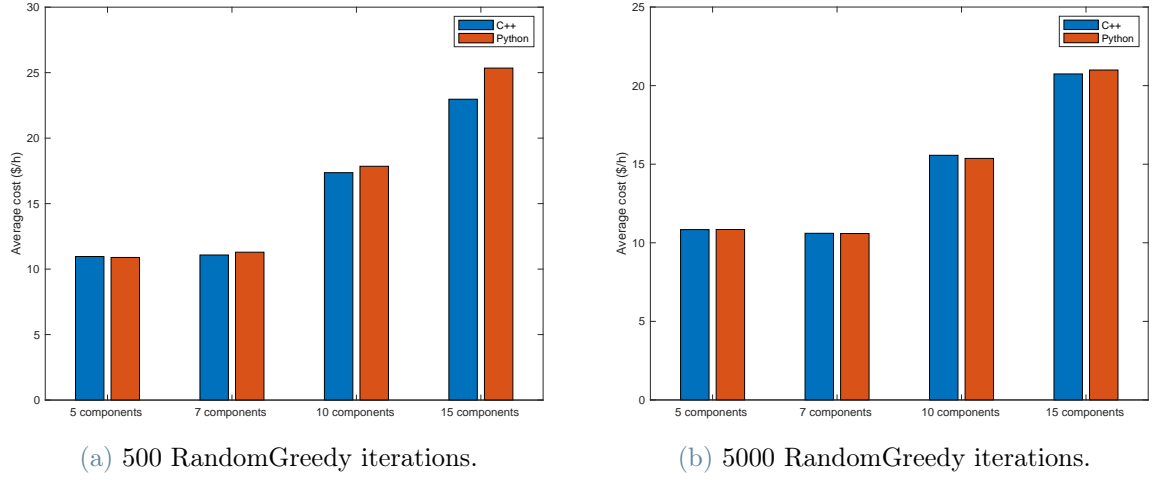 30
25
20
15
10
5
0
Average cost ($/h)
C++
Python
5 components
7 components
10 components
15 components
(a) 500 RandomGreedy iterations.
25
20
15
10
5
0
Average cost ($/h)
C++
Python
5 components
7 components
10 components
15 components
(b) 5000 RandomGreedy iterations.